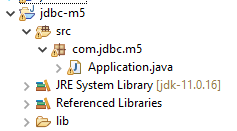 jdbc-m5
src
com.jdbc.m5
Application.java
JRE System Library [jdk-11.0.16]
Referenced Libraries
lib